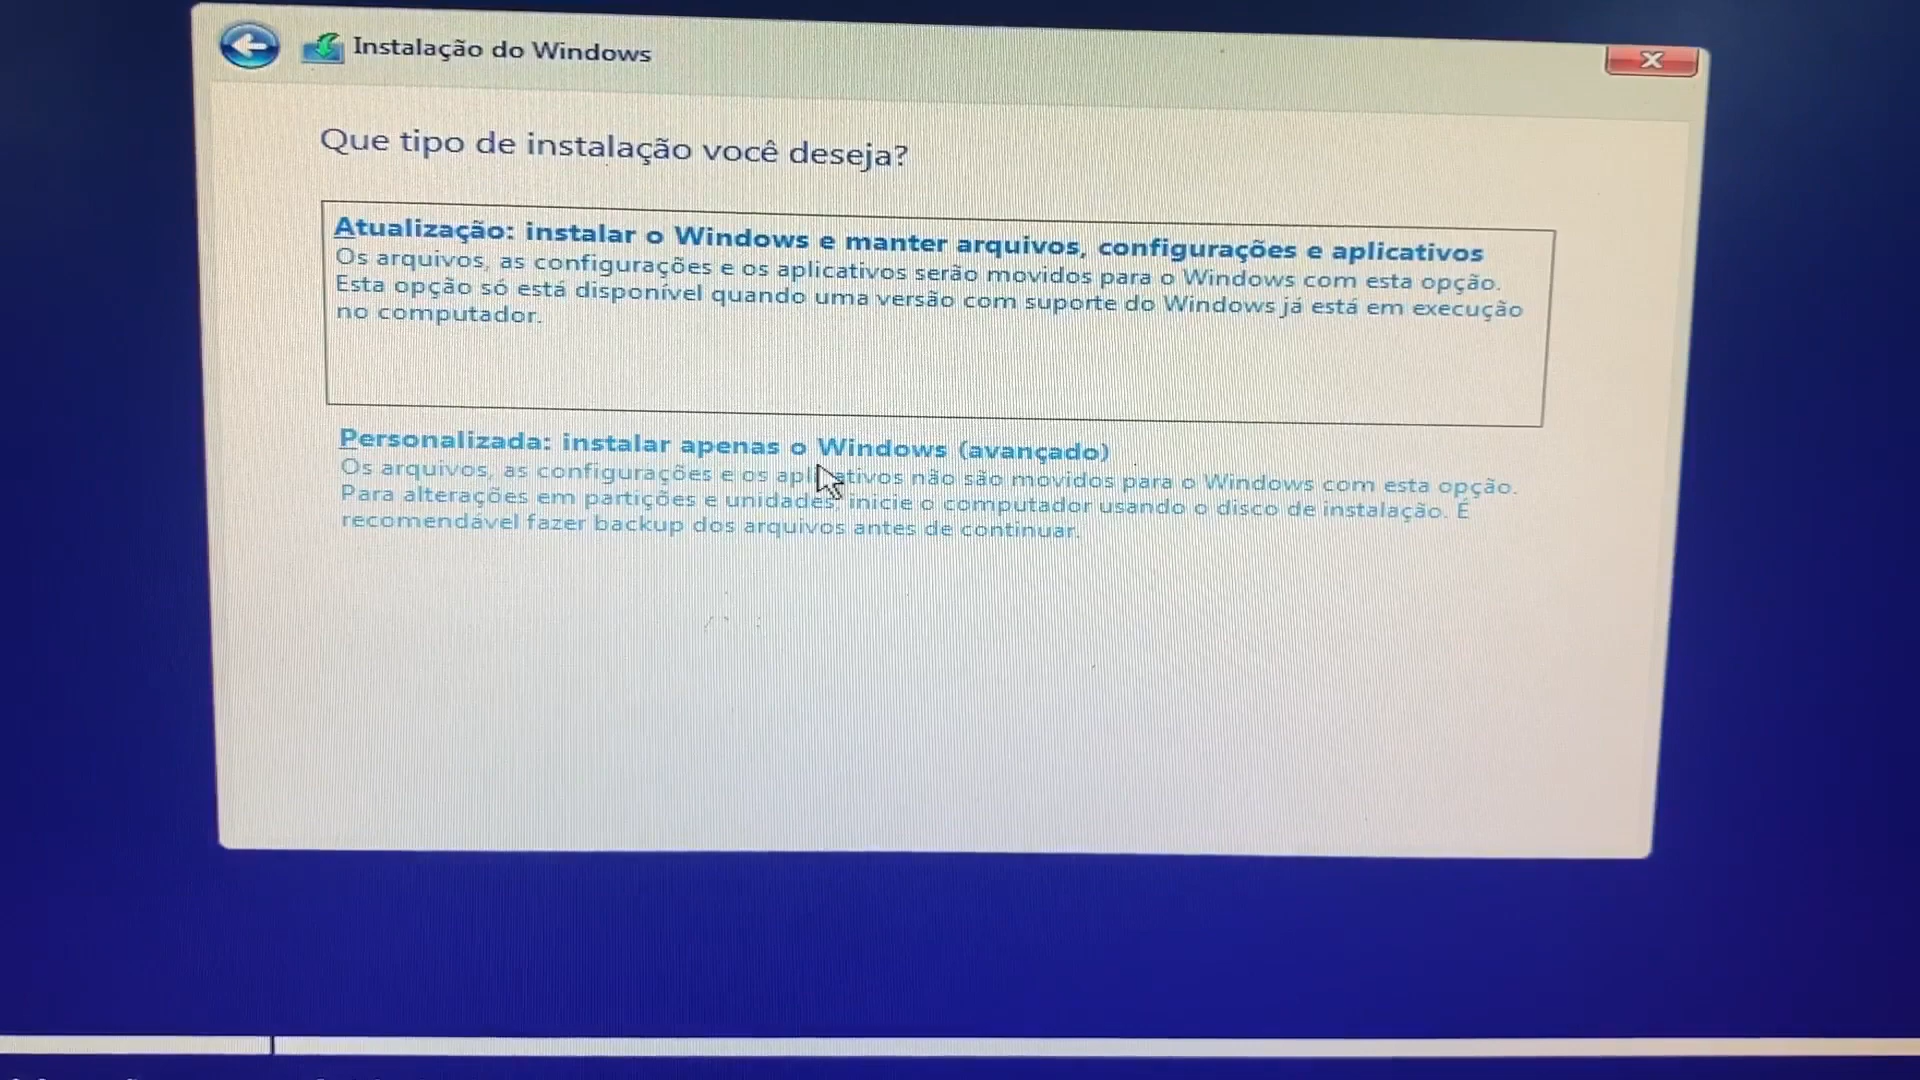 Instalação do Windows
Que tipo de instalação você deseja?
Atualização: instalar o Windows e manter arquivos, configurações e aplicativos
Os arquivos, as configurações e os aplicativos serão movidos para o Windows com esta opção.
Esta opção só está disponível quando uma versão com suporte do Windows já está em execução
no computador.
Personalizada: instalar apenas o Windows (avançado)
Os arquivos, as configurações e os aplicativos não são movidos para o Windows com esta opção.
Para alterações em partições e unidades, inicie o computador usando o disco de instalação. É
recomendável fazer backup dos arquivos antes de continuar.